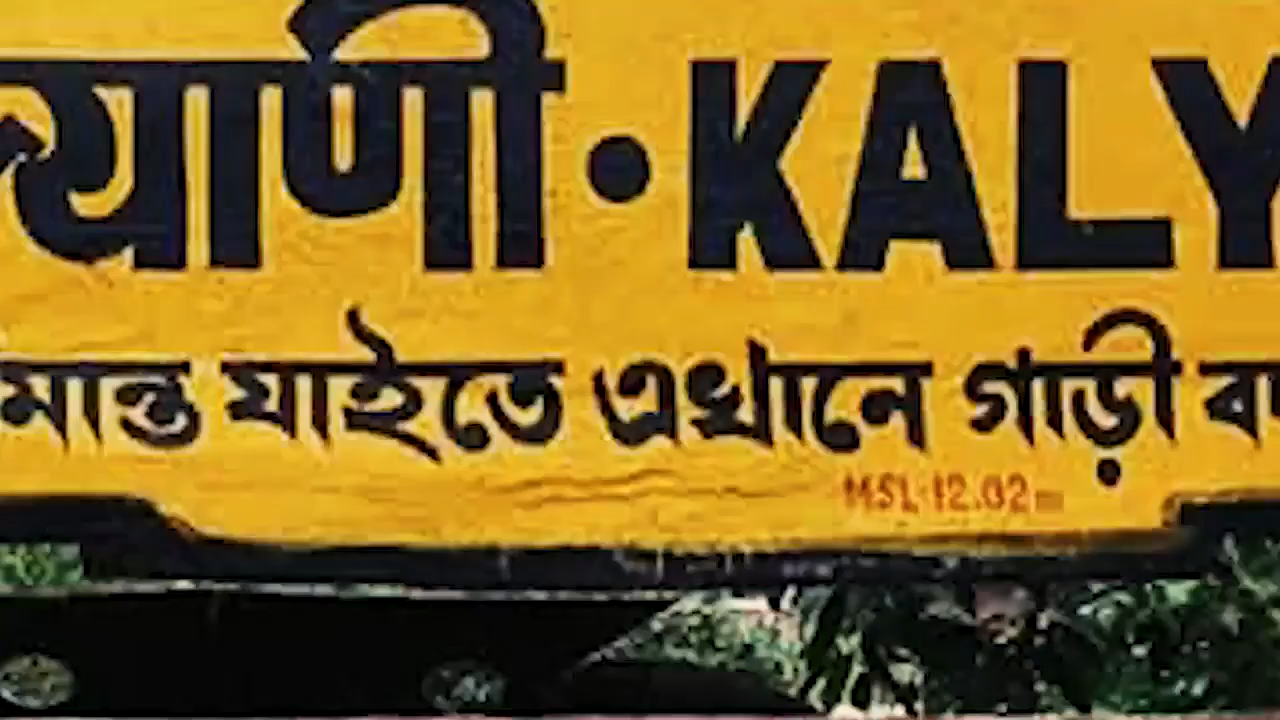 याणी • KALY
মান্ত যাইতে এখানে গাড়ী ব
MSL-12.02m